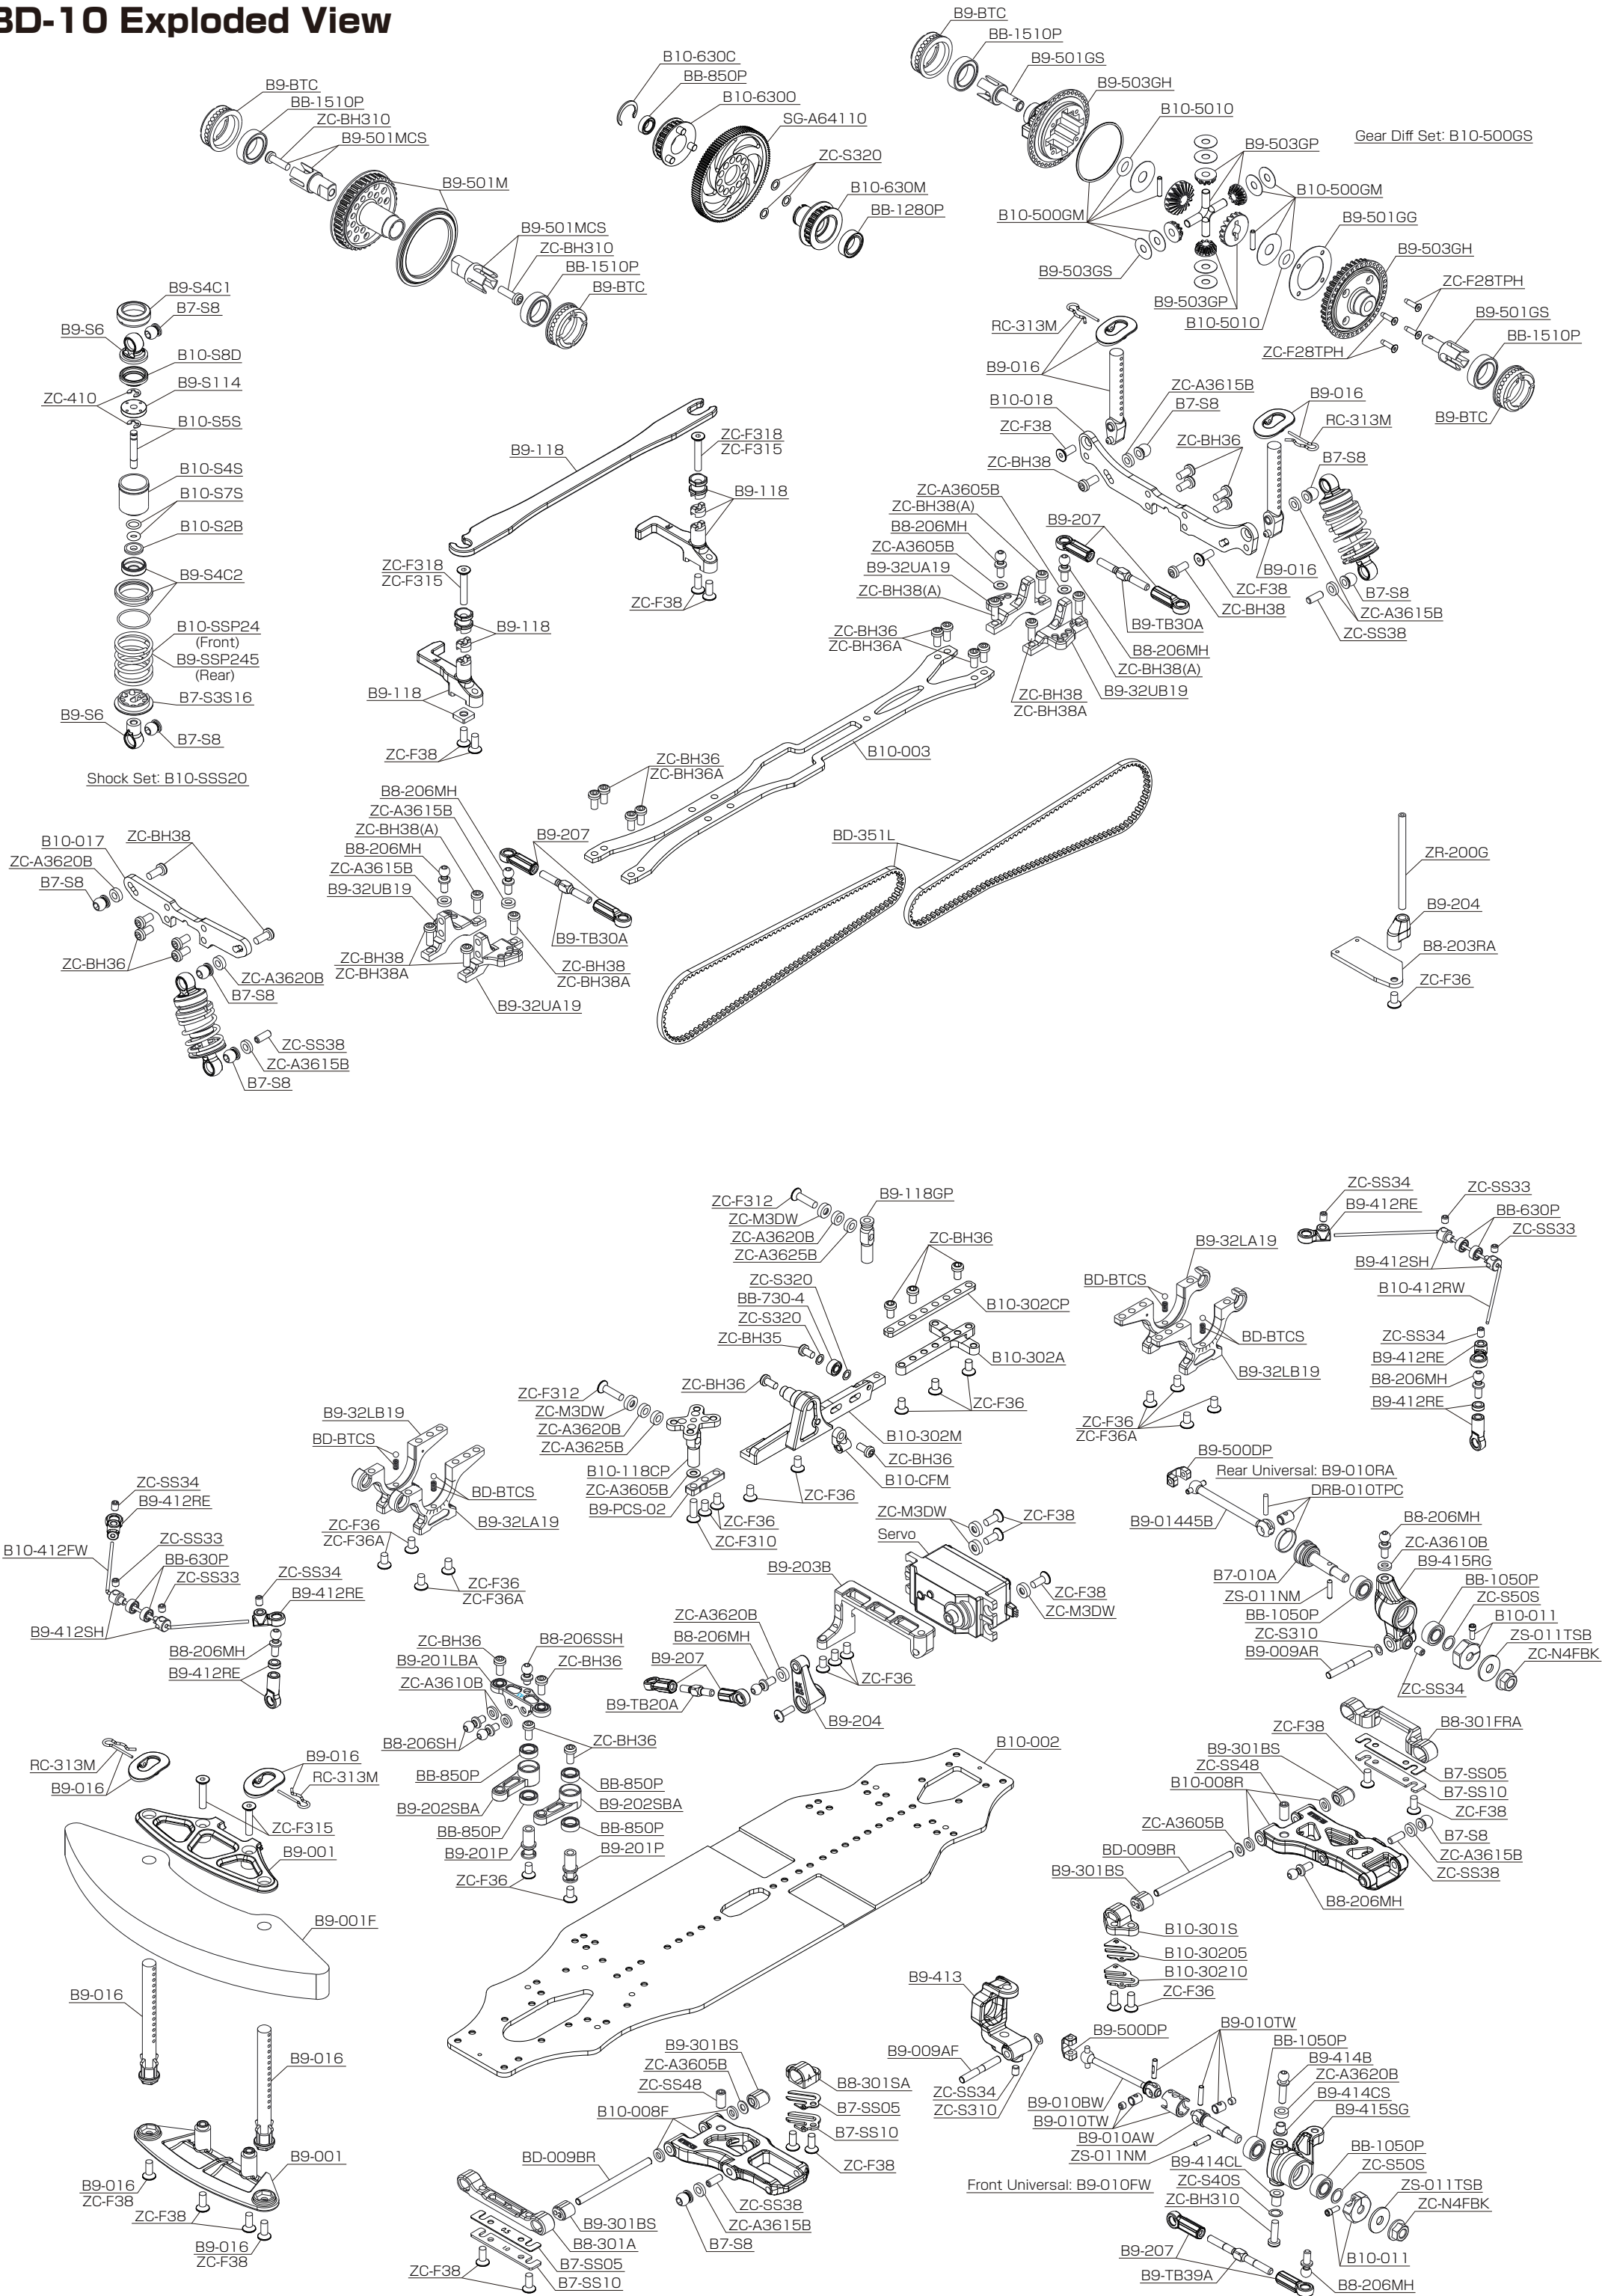 BD-10 Exploded View
B9-BTC
BB-1510P
ZC-BH310
B9-501MCS
B9-501M
B9-501MCS
ZC-BH310
BB-1510P
B9-BTC
B10-630C
BB-850P
B10-630O
SG-A64110
ZC-S320
B10-630M
BB-1280P
B9-BTC
BB-1510P
B9-501GS
B9-503GH
B10-501O
Gear Diff Set: B10-500GS
B9-503GP
B10-500GM
B10-500GM
B9-501GG
B9-503GS
B9-503GH
B9-503GP
B10-501O
ZC-F28TPH
B9-501GS
BB-1510P
ZC-F28TPH
B9-BTC
B9-S4C1
B7-S8
B9-S6
B10-S8D
B9-S114
ZC-410
B10-S5S
B10-S4S
B10-S7S
B10-S2B
B9-S4C2
B10-SSP24
(Front)
B9-SSP245
(Rear)
B7-S3S16
B9-S6
B7-S8
Shock Set: B10-SSS20
B9-118
ZC-F318
ZC-F315
B9-118
ZC-F38
ZC-F318
ZC-F315
B9-118
B9-118
ZC-F38
RC-313M
B9-016
B10-018
ZC-A3615B
B7-S8
ZC-F38
ZC-BH38
ZC-BH36
B9-016
RC-313M
B7-S8
ZC-A3605B
ZC-BH38(A)
B8-206MH
ZC-A3605B
B9-32UA19
ZC-BH38(A)
B9-207
B9-016
ZC-F38
ZC-BH38
B7-S8
ZC-A3615B
ZC-SS38
ZC-BH36
ZC-BH36A
B9-TB30A
B8-206MH
ZC-BH38(A)
B9-32UB19
ZC-BH38
ZC-BH38A
B10-003
ZC-BH36
ZC-BH36A
B8-206MH
ZC-A3615B
ZC-BH38(A)
B8-206MH
ZC-A3615B
B9-32UB19
B9-207
B9-TB30A
ZC-BH38
ZC-BH38A
ZC-BH38
ZC-BH38A
B9-32UA19
BD-351L
ZR-200G
B9-204
B8-203RA
ZC-F36
B10-017
ZC-BH38
ZC-A3620B
B7-S8
ZC-BH36
ZC-A3620B
B7-S8
ZC-SS38
ZC-A3615B
B7-S8
ZC-F312
ZC-M3DW
ZC-A3620B
ZC-A3625B
B9-118GP
ZC-BH36
ZC-S320
BB-730-4
ZC-S320
ZC-BH35
B10-302CP
B10-302A
ZC-BH36
ZC-F36
B10-302M
ZC-BH36
B10-CFM
ZC-F36
ZC-F312
ZC-M3DW
ZC-A3620B
ZC-A3625B
B10-118CP
ZC-A3605B
B9-PCS-02
ZC-F36
ZC-F310
ZC-SS34
B9-412RE
ZC-SS33
BB-630P
ZC-SS33
B9-32LA19
B9-412SH
B10-412RW
BD-BTCS
BD-BTCS
B9-32LB19
ZC-SS34
B9-412RE
B8-206MH
B9-412RE
ZC-F36
ZC-F36A
B9-32LB19
BD-BTCS
BD-BTCS
B9-32LA19
ZC-F36
ZC-F36A
ZC-F36
ZC-F36A
ZC-SS34
B9-412RE
ZC-SS33
B10-412FW
BB-630P
ZC-SS33
ZC-SS34
B9-412RE
B9-412SH
B8-206MH
B9-412RE
ZC-M3DW
Servo
ZC-F38
B9-203B
ZC-F38
ZC-M3DW
ZC-F36
ZC-A3620B
B8-206MH
B9-207
B9-TB20A
B9-204
ZC-BH36
B8-206SSH
B9-201LBA
ZC-BH36
ZC-A3610B
B8-206SH
ZC-BH36
BB-850P
BB-850P
B9-202SBA
B9-202SBA
BB-850P
BB-850P
B9-201P
B9-201P
ZC-F36
B10-002
B9-500DP
Rear Universal: B9-010RA
DRB-010TPC
B9-01445B
B8-206MH
ZC-A3610B
B9-415RG
B7-010A
ZS-011NM
BB-1050P
BB-1050P
ZC-S50S
B10-011
ZS-011TSB
ZC-N4FBK
ZC-S310
B9-009AR
ZC-SS34
ZC-F38
B8-301FRA
B9-301BS
ZC-SS48
B10-008R
B7-SS05
B7-SS10
ZC-F38
ZC-A3605B
BD-009BR
B9-301BS
B7-S8
ZC-A3615B
ZC-SS38
B8-206MH
B10-301S
B10-30205
B10-30210
ZC-F36
RC-313M
B9-016
B9-016
RC-313M
ZC-F315
B9-001
B9-001F
B9-016
B9-016
B9-001
B9-016
ZC-F38
ZC-F38
B9-016
ZC-F38
B9-301BS
ZC-A3605B
ZC-SS48
B10-008F
B8-301SA
B7-SS05
B7-SS10
ZC-F38
BD-009BR
ZC-SS38
ZC-A3615B
B7-S8
B9-301BS
B8-301A
B7-SS05
B7-SS10
ZC-F38
B9-413
B9-500DP
B9-009AF
ZC-SS34
ZC-S310
B9-010TW
BB-1050P
B9-414B
ZC-A3620B
B9-414CS
B9-415SG
B9-010BW
B9-010TW
B9-010AW
ZS-011NM
BB-1050P
ZC-S50S
ZS-011TSB
ZC-N4FBK
Front Universal: B9-010FW
B9-414CL
ZC-S40S
ZC-BH310
B10-011
B9-207
B9-TB39A
B8-206MH